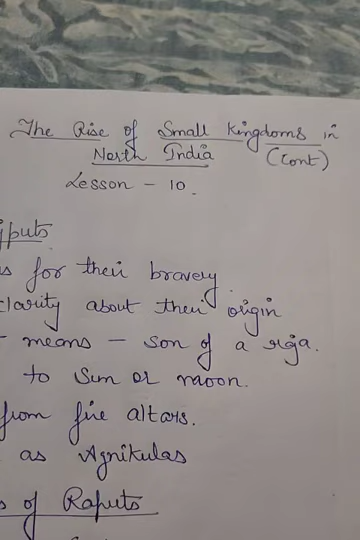 The Rise of Small Kingdoms in
North India (Cont)
Lesson - 10.
jputs
s for their bravery
clarity about their origin
means - son of a raja.
to Sun or moon.
from fire altars.
as Agnikulas
s of Raputs